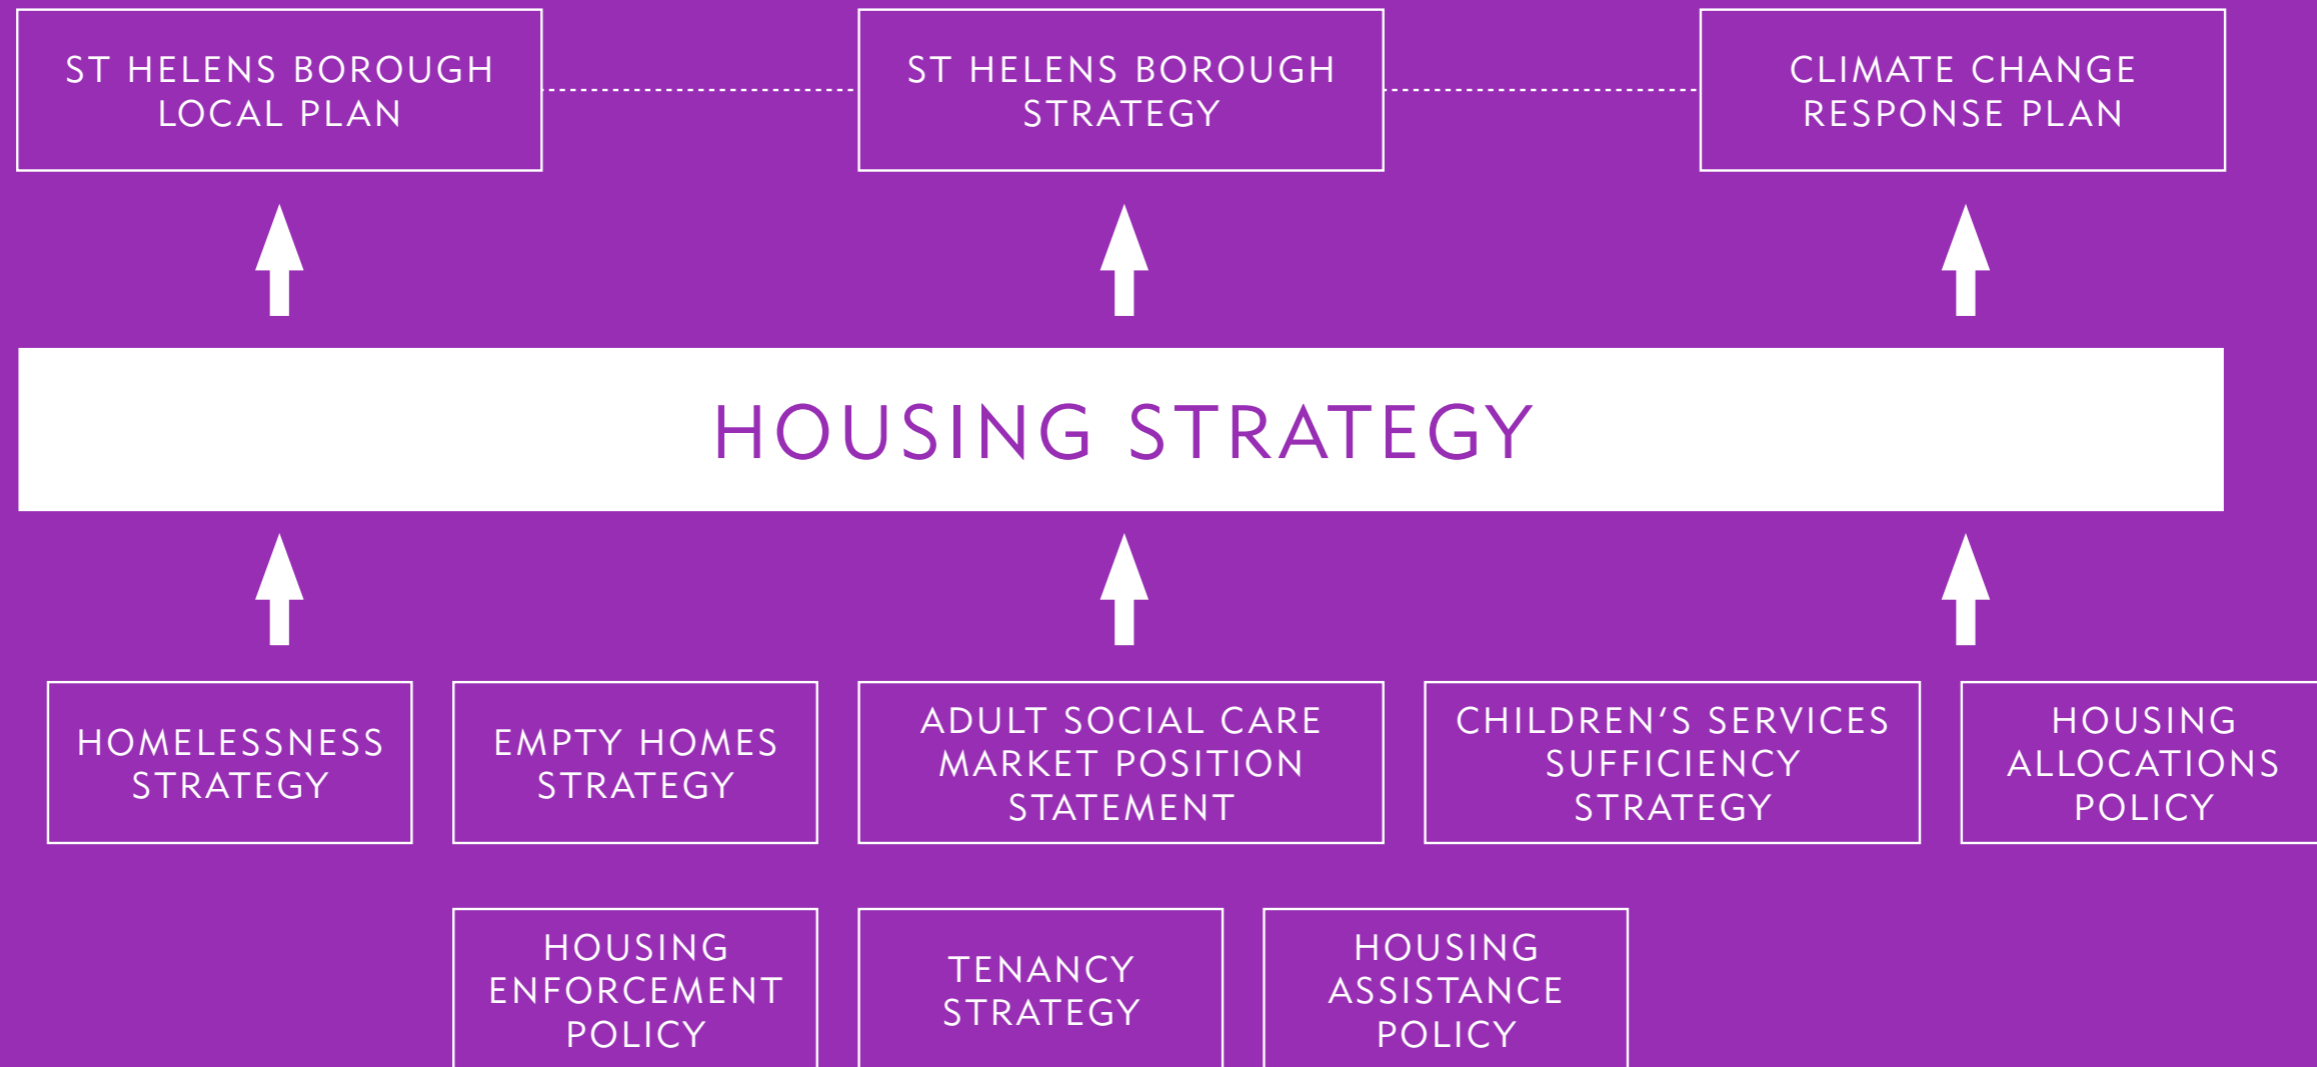 ST HELENS BOROUGH
LOCAL PLAN
ST HELENS BOROUGH
STRATEGY
CLIMATE CHANGE
RESPONSE PLAN
HOUSING STRATEGY
HOMELESSNESS
STRATEGY
EMPTY HOMES
STRATEGY
ADULT SOCIAL CARE
MARKET POSITION
STATEMENT
CHILDREN‘S SERVICES
SUFFICIENCY
STRATEGY
HOUSING
ALLOCATIONS
POLICY
HOUSING
ENFORCEMENT
POLICY
TENANCY
STRATEGY
HOUSING
ASSISTANCE
POLICY